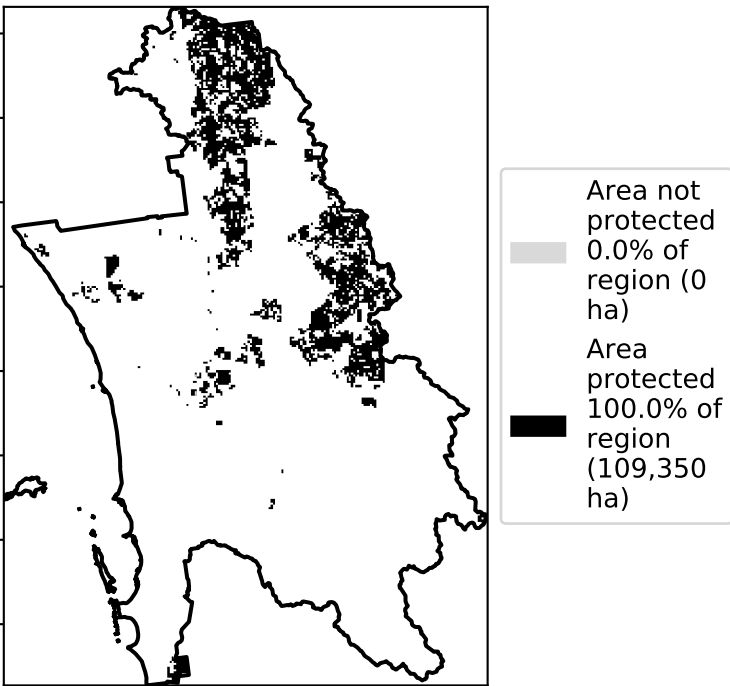 Area not
protected
0.0% of
region (0
ha)
Area
protected
100.0% of
region
(109,350
ha)